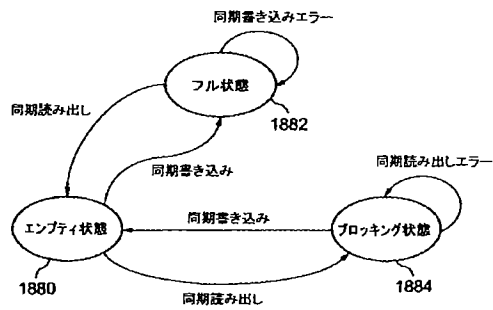 同期書き込みエラー
フル状態
1882
同期読み出し
同期書き込み
同期読み出しエラー
エンプティ状態
同期書き込み
ブロッキング状態
1880
同期読み出し
1884